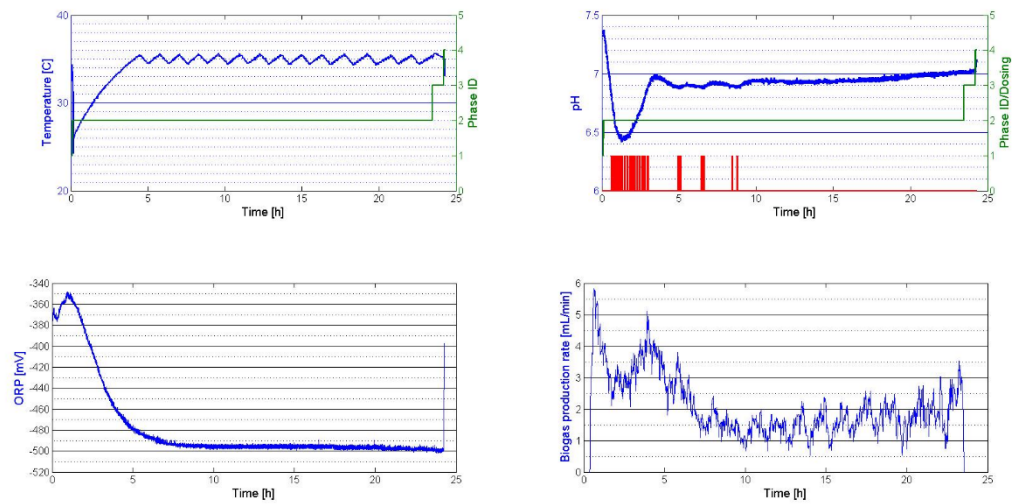 Temperature [C]
40
30
20
0 5 10 15 20 25
Time [h]
5
4
3
2
1
0
Phase ID
pH
7.5
7
6.5
6
0 5 10 15 20 25
Time [h]
5
4
3
2
1
0
Phase ID/Dosing
ORP [mV]
-340
-360
-380
-400
-420
-440
-460
-480
-500
-520
0 5 10 15 20 25
Time [h]
Biogas production rate [mL/min]
6
5
4
3
2
1
0
0 5 10 15 20 25
Time [h]